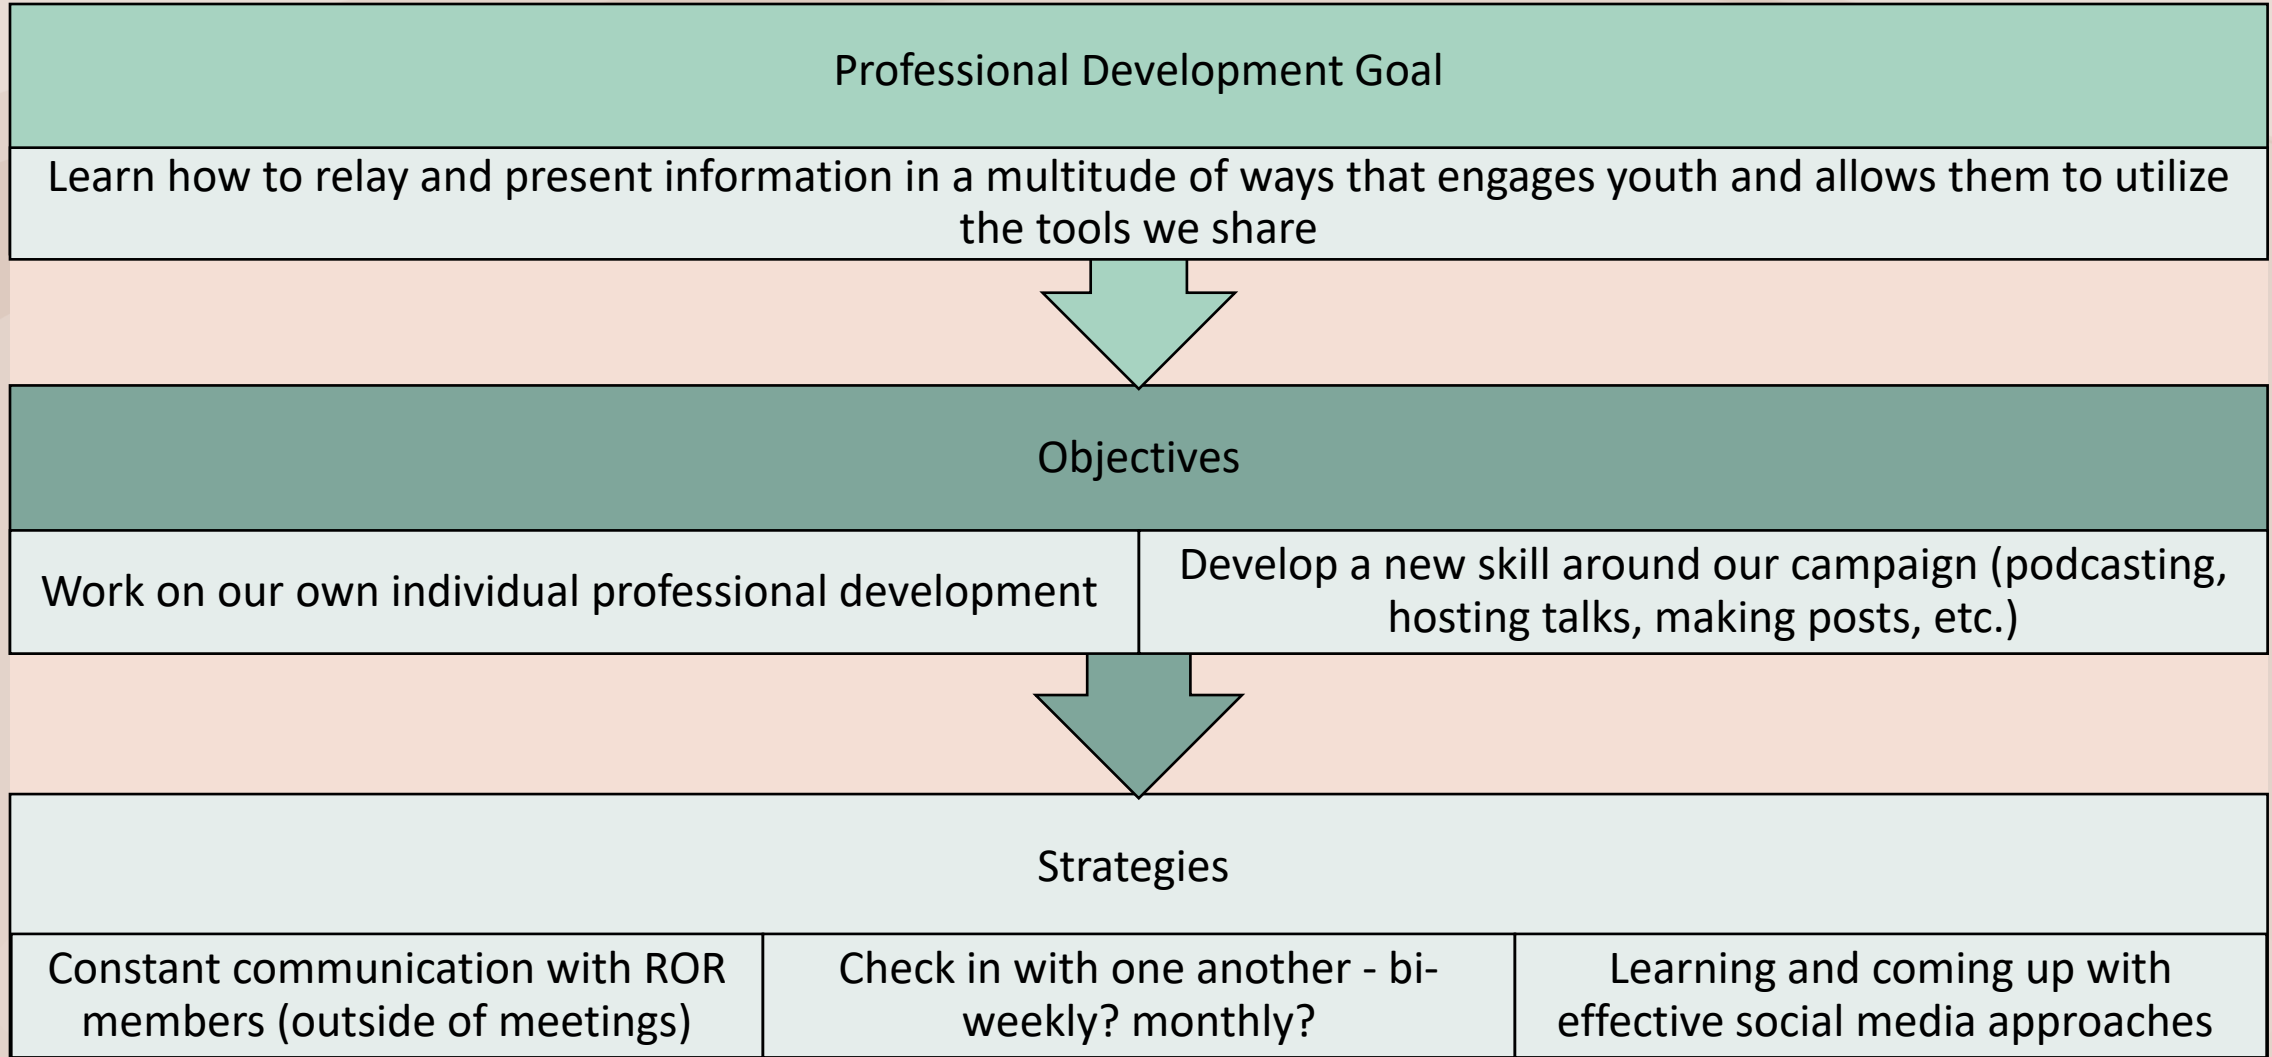 Professional Development Goal
Learn how to relay and present information in a multitude of ways that engages youth and allows them to utilize
the tools we share
Objectives
Work on our own individual professional development
Develop a new skill around our campaign (podcasting,
hosting talks, making posts, etc.)
Strategies
Constant communication with ROR
members (outside of meetings)
Check in with one another - bi-
weekly? monthly?
Learning and coming up with
effective social media approaches